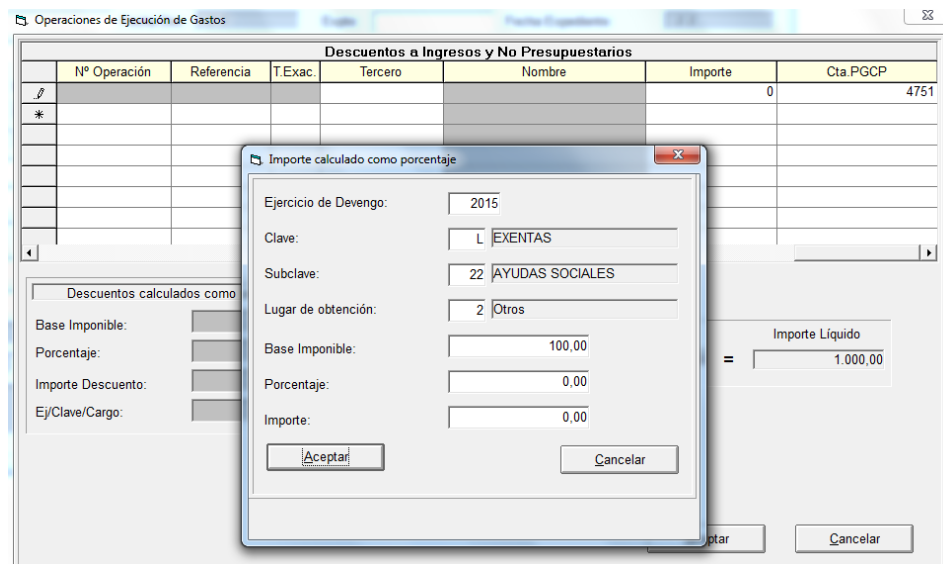 Operaciones de Ejecución de Gastos
Descuentos a Ingresos y No Presupuestarios
Nº Operación Referencia T.Exac. Tercero Nombre Importe Cta.PGCP
0 4751
*
Importe calculado como porcentaje
Ejercicio de Devengo: 2015
Clave: L EXENTAS
Subclave: 22 AYUDAS SOCIALES
Lugar de obtención: 2 Otros
Base Imponible: 100,00
Porcentaje: 0,00
Importe: 0,00
Aceptar Cancelar
Descuentos calculados como
Base Imponible:
Porcentaje:
Importe Descuento:
Ej/Clave/Cargo:
Importe Líquido
= 1.000,00
ptar Cancelar